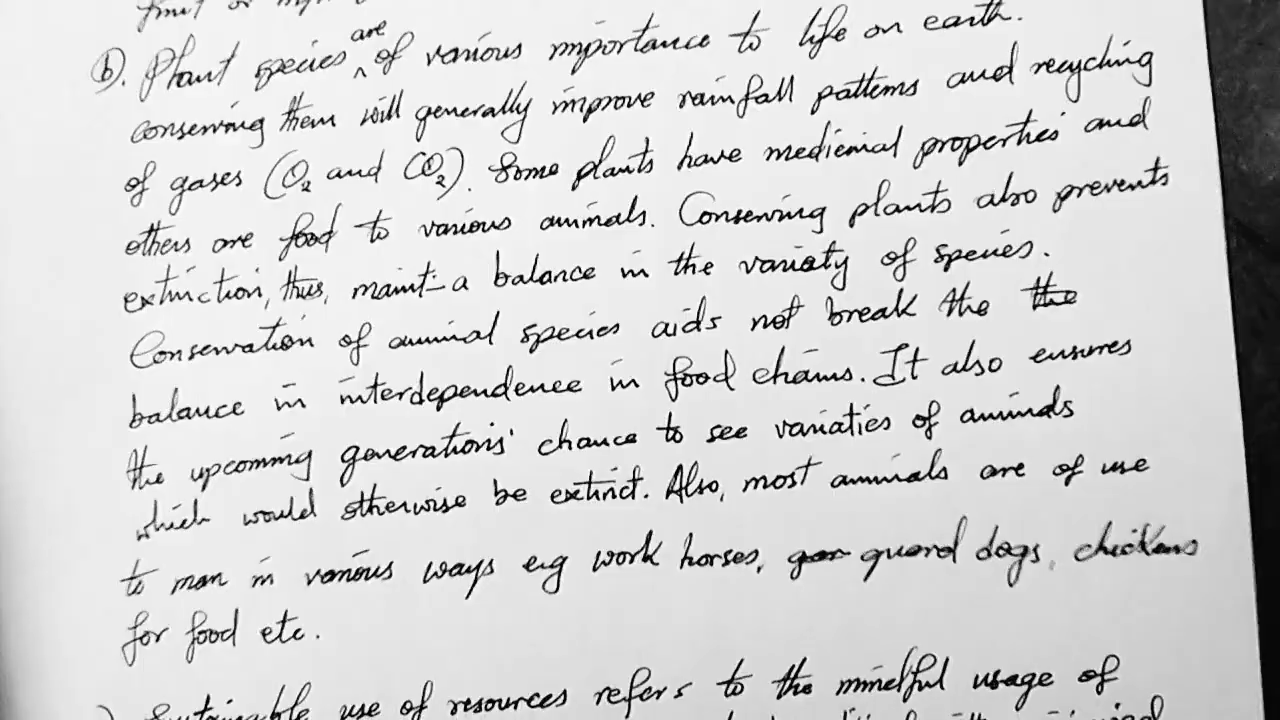 b). Plant species are of various importance to life on earth.
conserving them will generally improve rainfall patterns and recycling
of gases (O₂ and CO₂). Some plants have medicinal properties and
others are food to various animals. Conserving plants also prevents
extinction, thus, maint- a balance in the variaty of species.
Conservation of animal species aids not break the the
balance in interdependence in food chains. It also ensures
the upcomming generations' chance to see variaties of animals
which would otherwise be extinct. Also, most animals are of use
to man in various ways e.g work horses, guard dogs, chickens
for food etc.
Sustainable use of resources refers to the mindful usage of